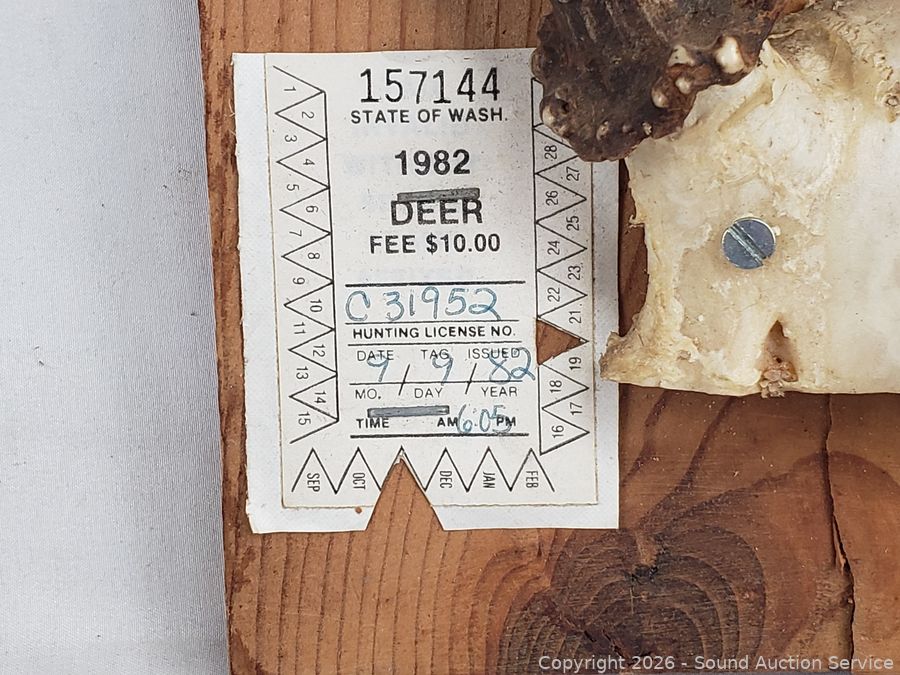 157144
STATE OF WASH.
1982
DEER
FEE $10.00
C 31952
HUNTING LICENSE NO.
DATE TAG ISSUED
9 / 9 / 82
MO. DAY YEAR
TIME AM 6:05 PM
1
2
3
4
5
6
7
8
9
10
11
12
13
14
15
28
27
26
25
24
23
22
21
19
18
17
16
SEP OCT DEC JAN FEB
Copyright 2026 - Sound Auction Service